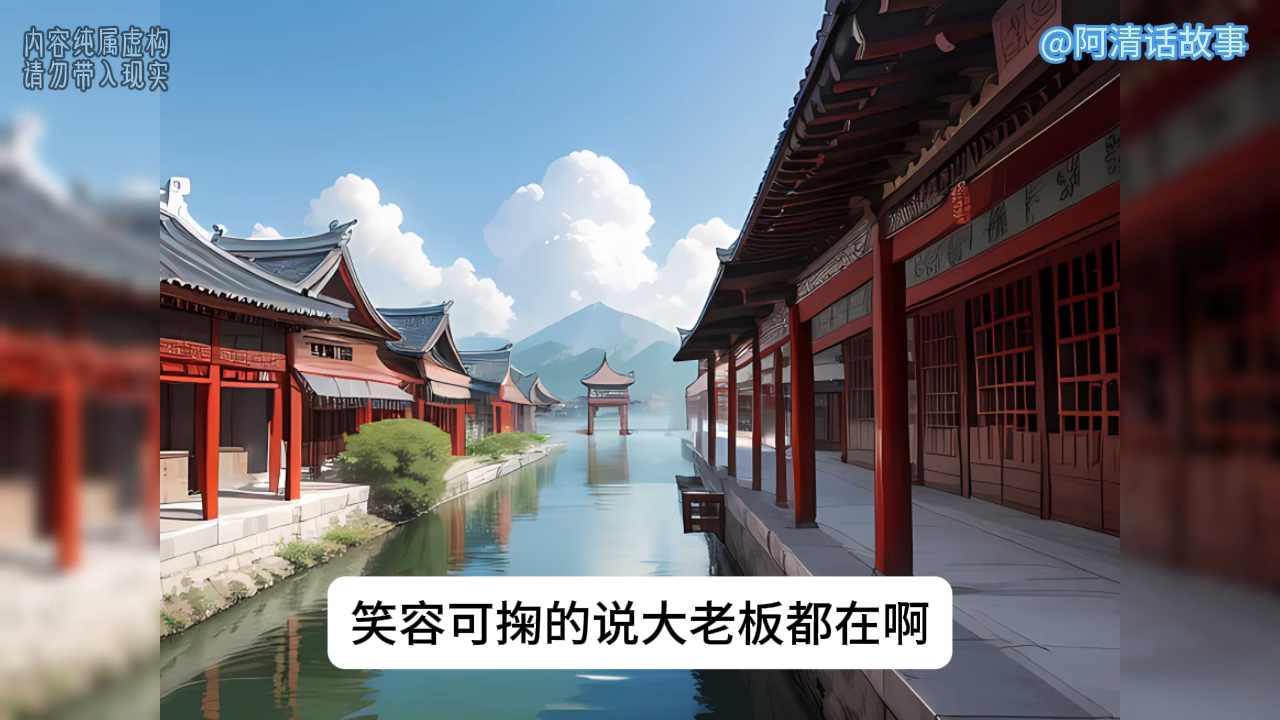 内容纯属虚构
请勿带入现实
@阿清话故事
笑容可掬的说大老板都在啊